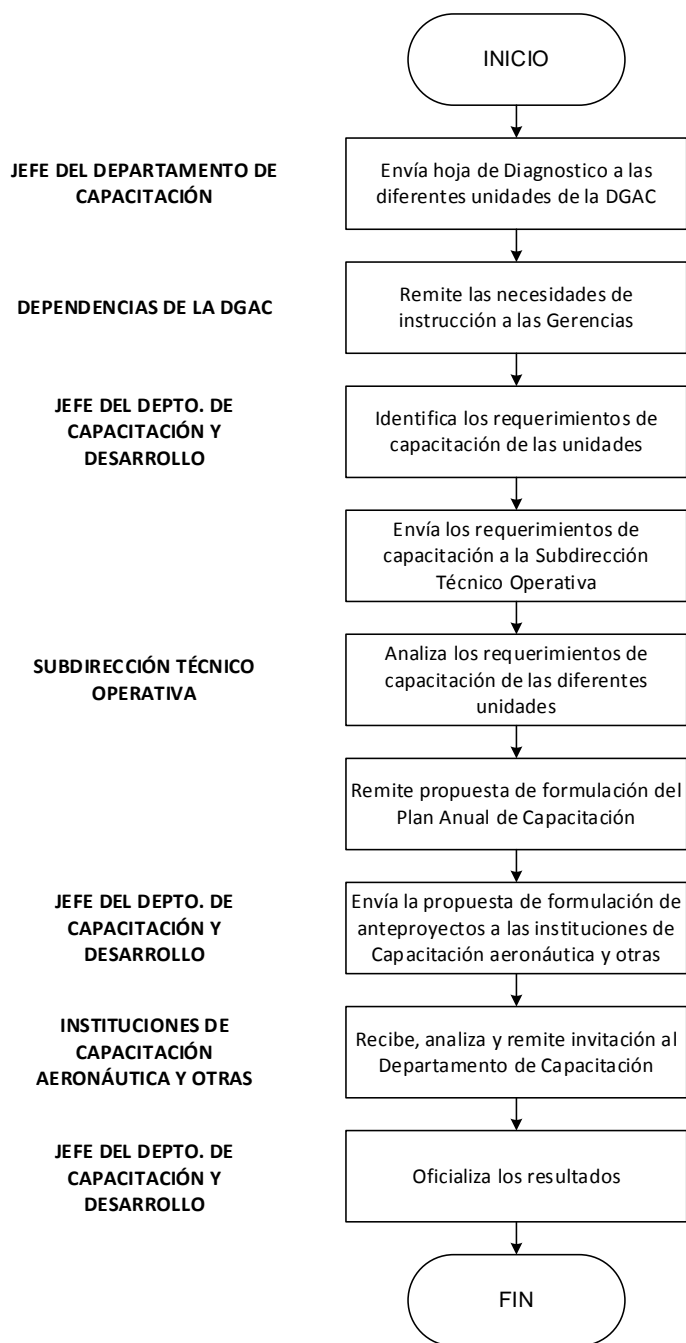 INICIO
JEFE DEL DEPARTAMENTO DE
CAPACITACIÓN
Envía hoja de Diagnostico a las
diferentes unidades de la DGAC
DEPENDENCIAS DE LA DGAC
Remite las necesidades de
instrucción a las Gerencias
JEFE DEL DEPTO. DE
CAPACITACIÓN Y
DESARROLLO
Identifica los requerimientos de
capacitación de las unidades
Envía los requerimientos de
capacitación a la Subdirección
Técnico Operativa
SUBDIRECCIÓN TÉCNICO
OPERATIVA
Analiza los requerimientos de
capacitación de las diferentes
unidades
Remite propuesta de formulación del
Plan Anual de Capacitación
JEFE DEL DEPTO. DE
CAPACITACIÓN Y
DESARROLLO
Envía la propuesta de formulación de
anteproyectos a las instituciones de
Capacitación aeronáutica y otras
INSTITUCIONES DE
CAPACITACIÓN
AERONÁUTICA Y OTRAS
Recibe, analiza y remite invitación al
Departamento de Capacitación
JEFE DEL DEPTO. DE
CAPACITACIÓN Y
DESARROLLO
Oficializa los resultados
FIN